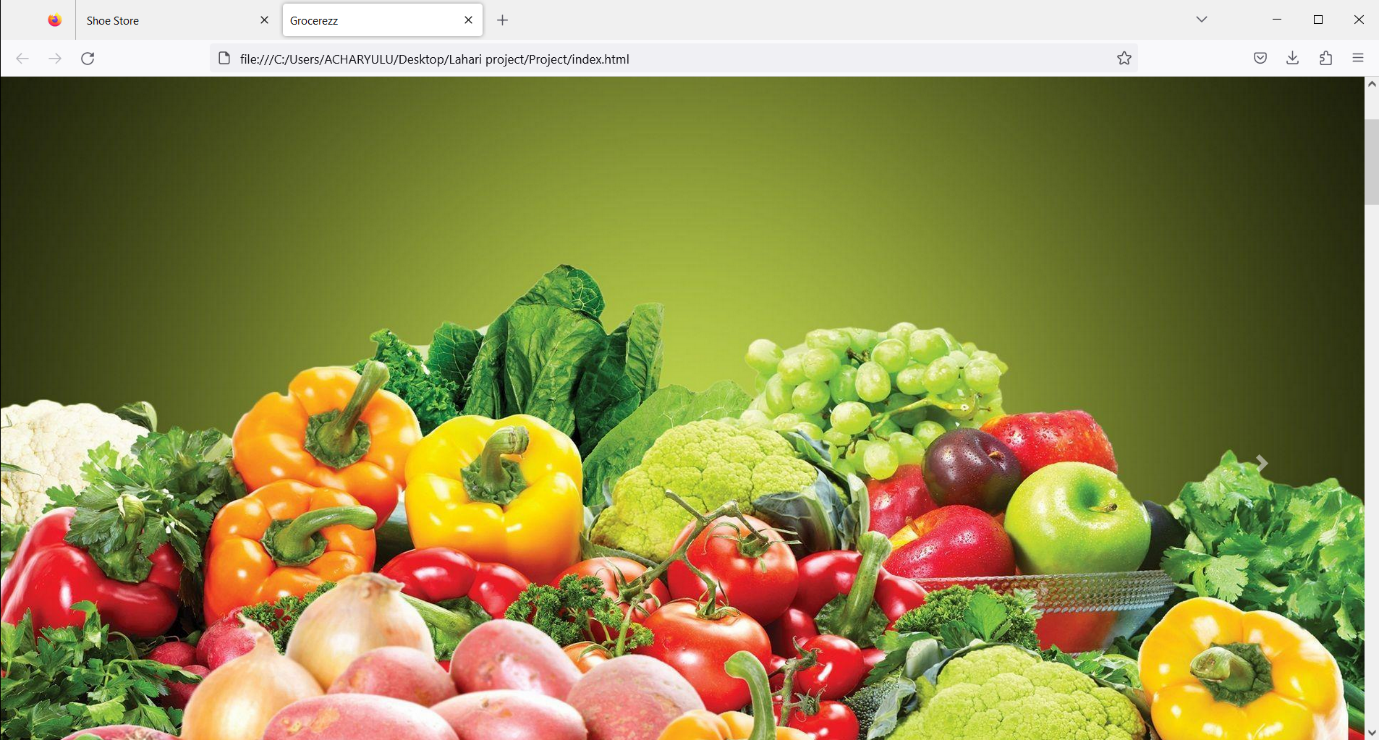 Shoe Store
Grocerezz
file:///C:/Users/ACHARYULU/Desktop/Lahari project/Project/index.html